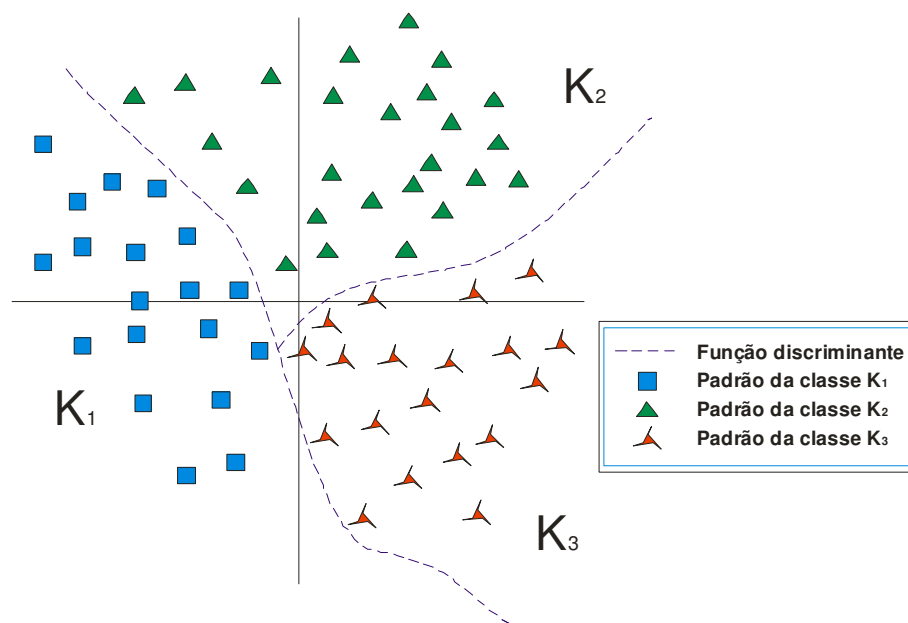 K₂
K₁
K₃
Função discriminante
Padrão da classe K₁
Padrão da classe K₂
Padrão da classe K₃